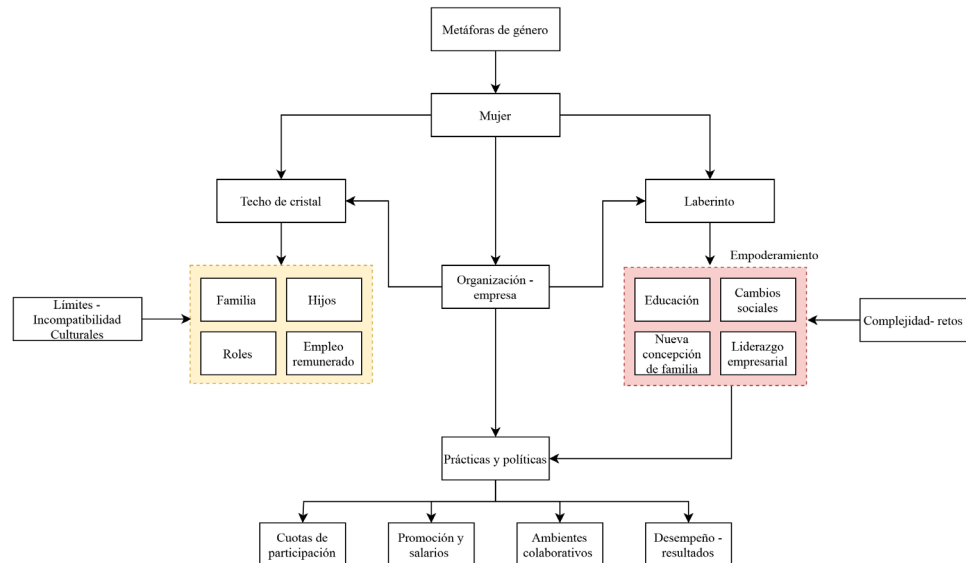 Metáforas de género
Mujer
Techo de cristal
Laberinto
Organización -
empresa
Empoderamiento
Familia
Hijos
Roles
Empleo
remunerado
Límites -
Incompatibilidad
Culturales
Educación
Cambios
sociales
Nueva
concepción
de familia
Liderazgo
empresarial
Complejidad- retos
Prácticas y políticas
Cuotas de
participación
Promoción y
salarios
Ambientes
colaborativos
Desempeño -
resultados